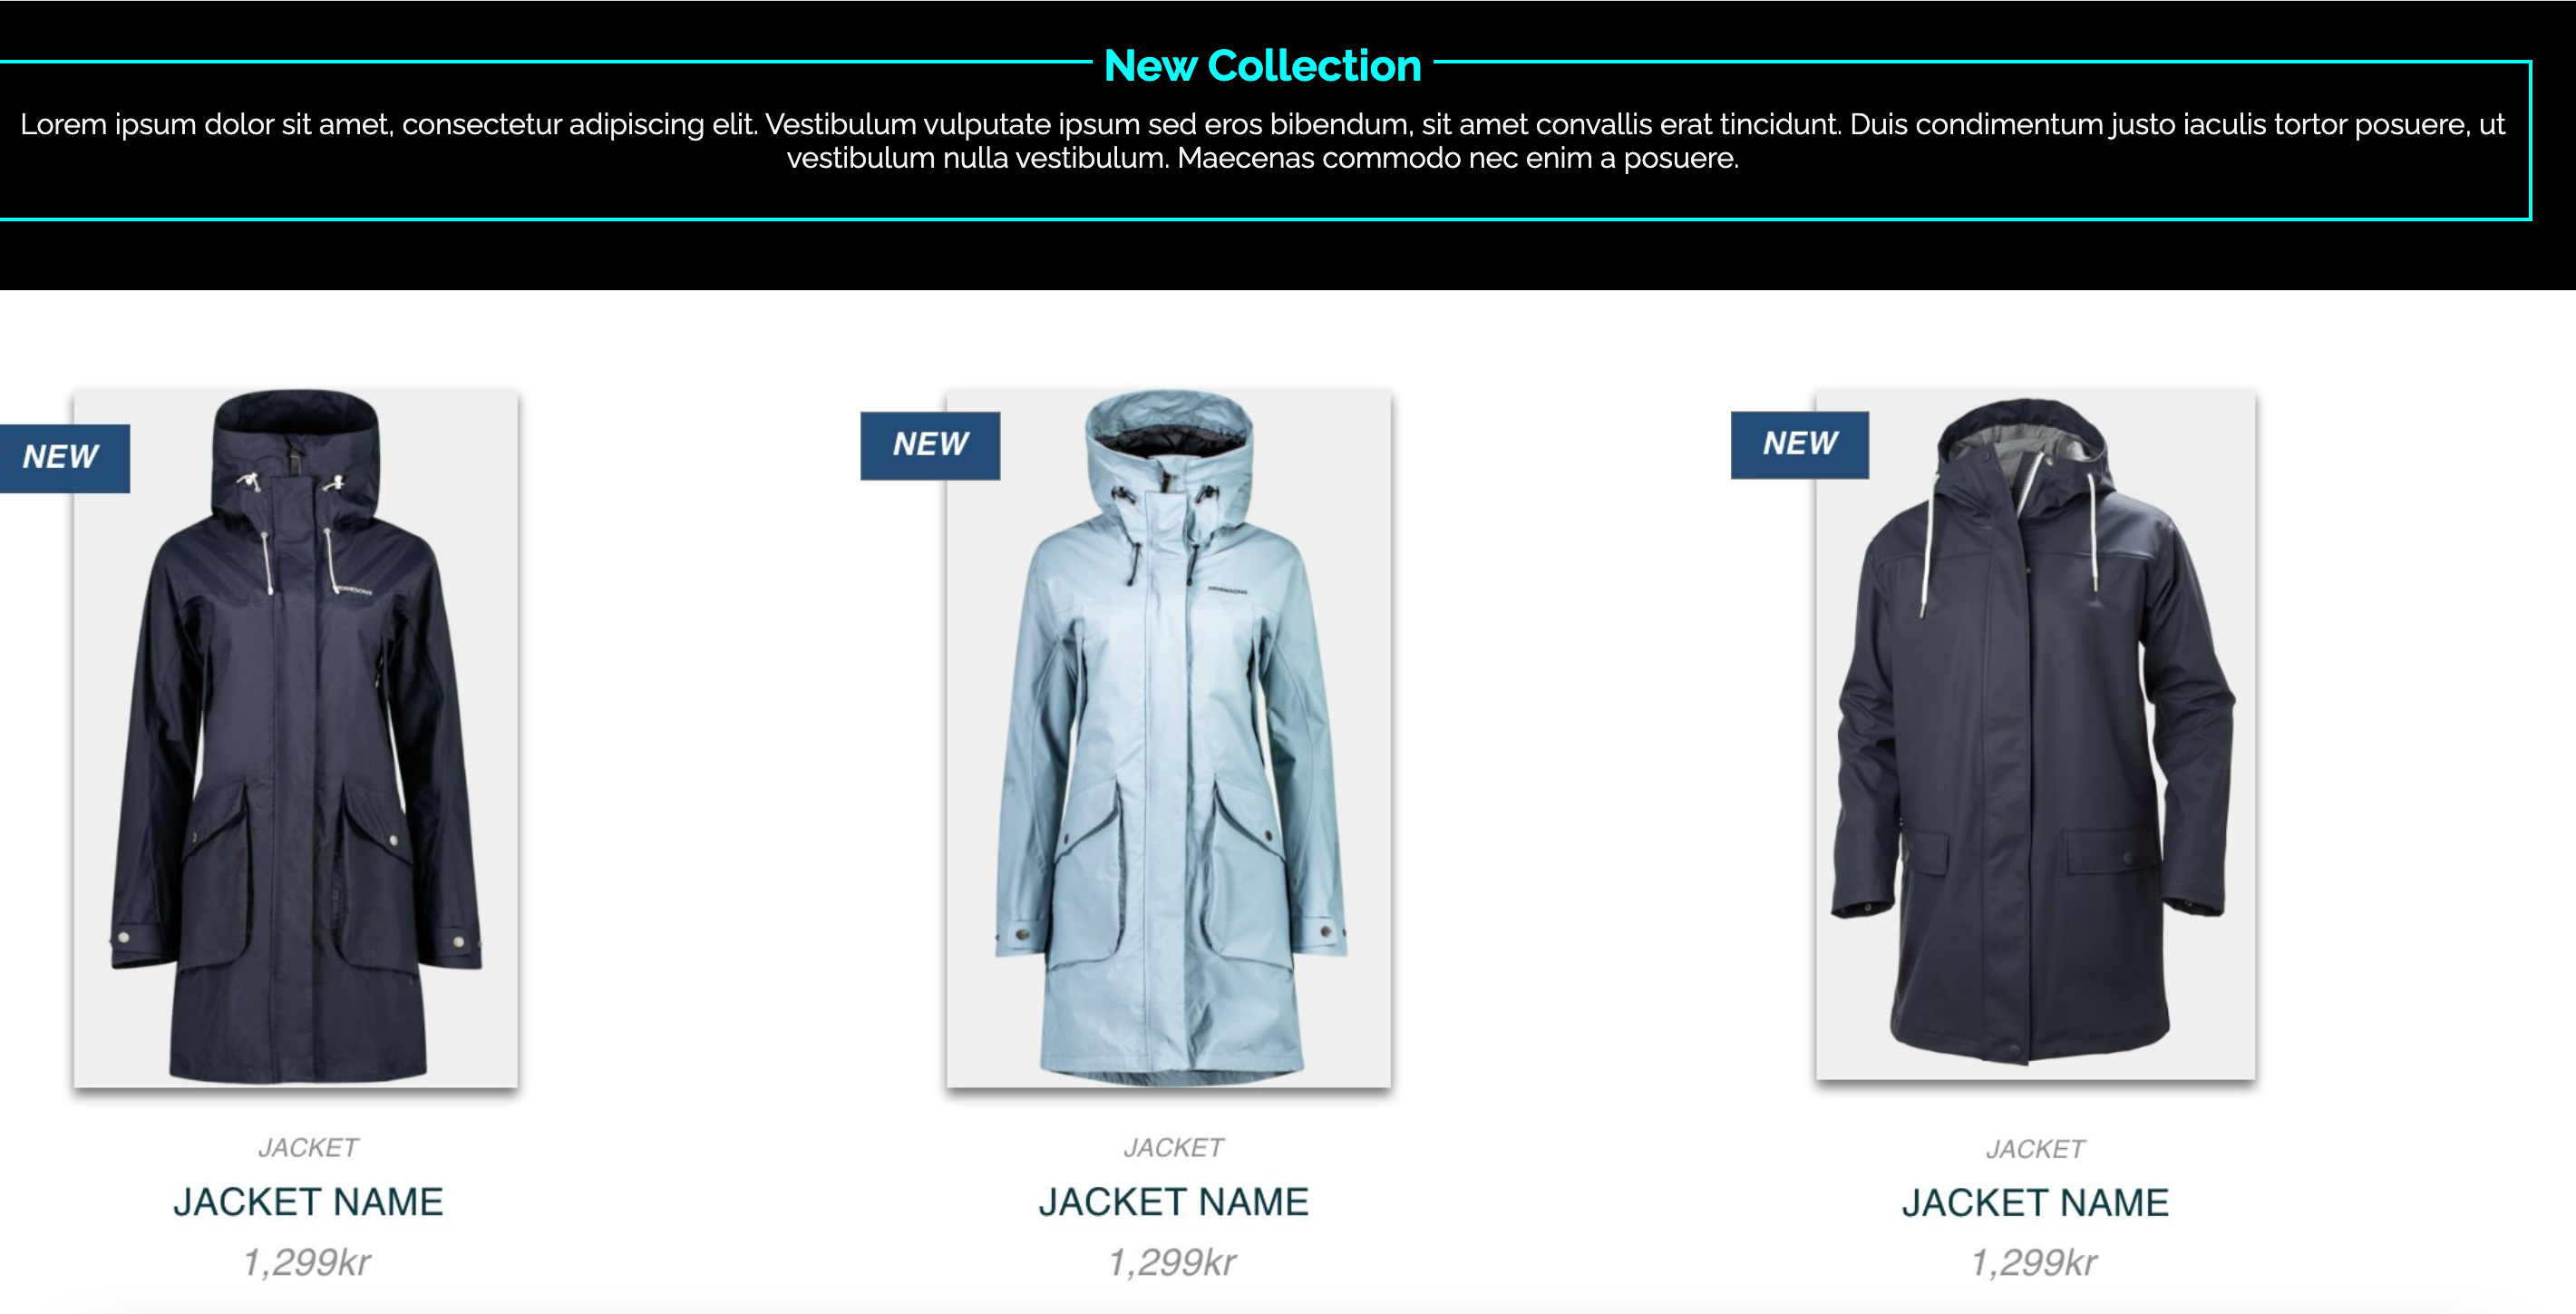 New Collection
Lorem ipsum dolor sit amet, consectetur adipiscing elit. Vestibulum vulputate ipsum sed eros bibendum, sit amet convallis erat tincidunt. Duis condimentum justo iaculis tortor posuere, ut
vestibulum nulla vestibulum. Maecenas commodo nec enim a posuere.
NEW
NEW
NEW
JACKET
JACKET NAME
1,299kr
JACKET
JACKET NAME
1,299kr
JACKET
JACKET NAME
1,299kr